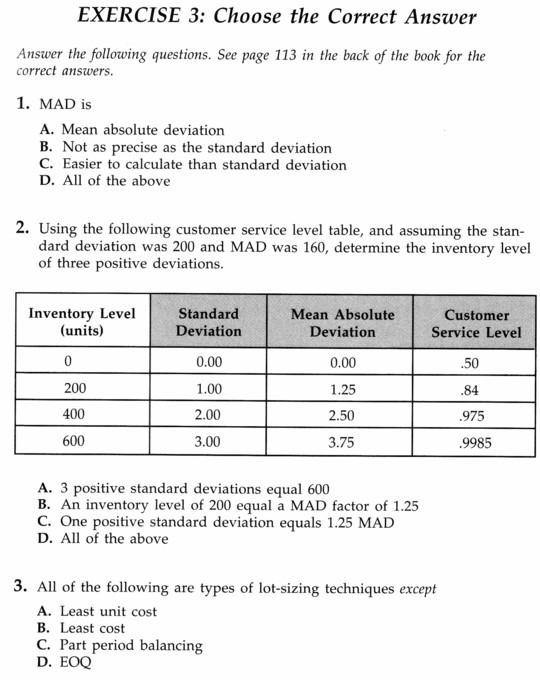 EXERCISE 3: Choose the Correct Answer
Answer the following questions. See page 113 in the back of the book for the
correct answers.
1. MAD is
A. Mean absolute deviation
B. Not as precise as the standard deviation
C. Easier to calculate than standard deviation
D. All of the above
2. Using the following customer service level table, and assuming the stan-
dard deviation was 200 and MAD was 160, determine the inventory level
of three positive deviations.
Inventory Level Standard Mean Absolute Customer
(units) Deviation Deviation Service Level
0 0.00 0.00 .50
200 1.00 1.25 .84
400 2.00 2.50 .975
600 3.00 3.75 .9985
A. 3 positive standard deviations equal 600
B. An inventory level of 200 equal a MAD factor of 1.25
C. One positive standard deviation equals 1.25 MAD
D. All of the above
3. All of the following are types of lot-sizing techniques except
A. Least unit cost
B. Least cost
C. Part period balancing
D. EOQ